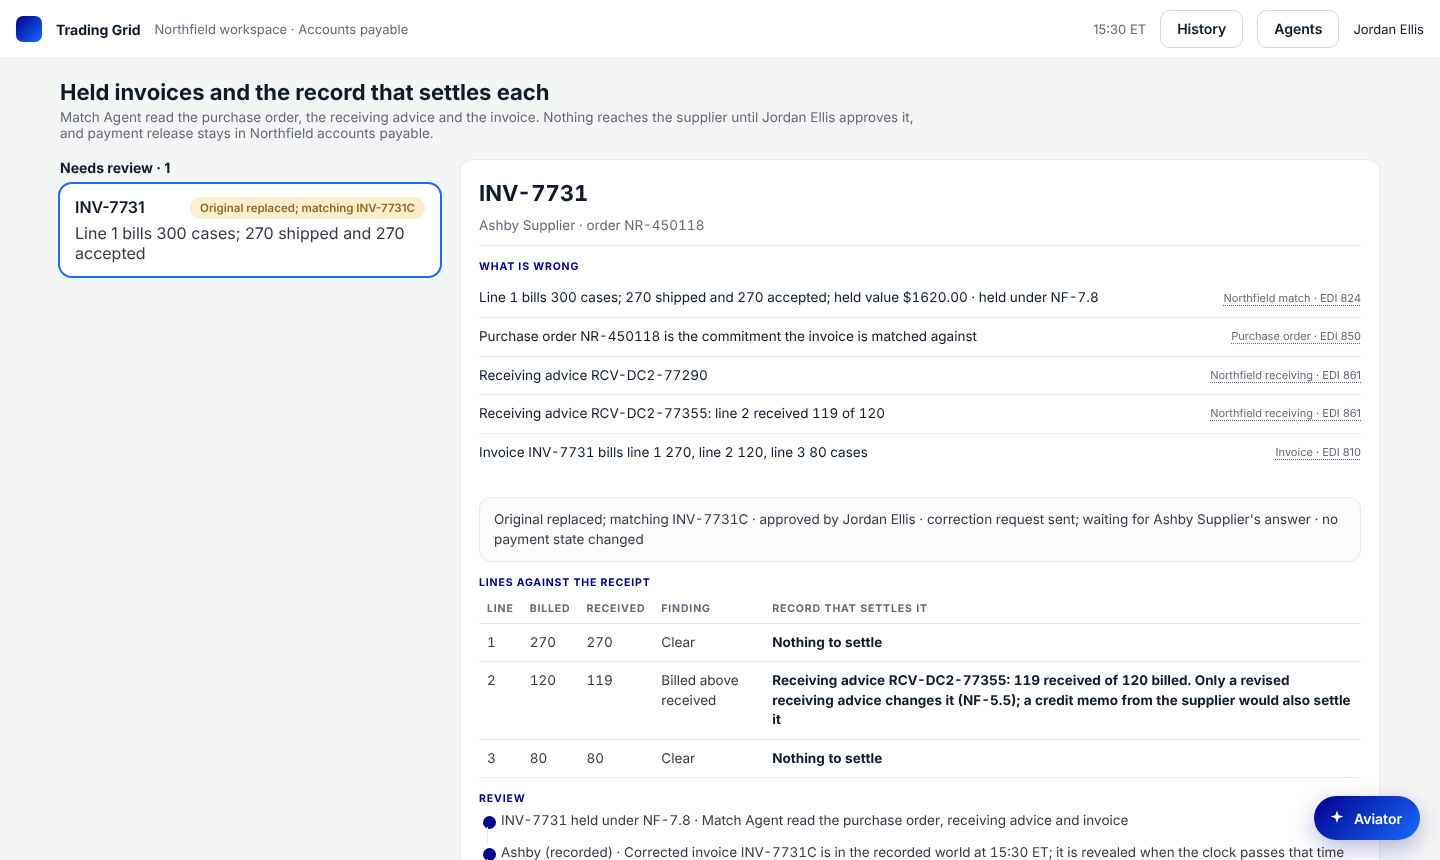 Trading Grid
Northfield workspace · Accounts payable
15:30 ET
History
Agents
Jordan Ellis
Held invoices and the record that settles each
Match Agent read the purchase order, the receiving advice and the invoice. Nothing reaches the supplier until Jordan Ellis approves it,
and payment release stays in Northfield accounts payable.
Needs review · 1
INV-7731
Original replaced; matching INV-7731C
Line 1 bills 300 cases; 270 shipped and 270
accepted
INV-7731
Ashby Supplier · order NR-450118
WHAT IS WRONG
Line 1 bills 300 cases; 270 shipped and 270 accepted; held value $1620.00 · held under NF-7.8
Northfield match · EDI 824
Purchase order NR-450118 is the commitment the invoice is matched against
Purchase order · EDI 850
Receiving advice RCV-DC2-77290
Northfield receiving · EDI 861
Receiving advice RCV-DC2-77355: line 2 received 119 of 120
Northfield receiving · EDI 861
Invoice INV-7731 bills line 1 270, line 2 120, line 3 80 cases
Invoice · EDI 810
Original replaced; matching INV-7731C · approved by Jordan Ellis · correction request sent; waiting for Ashby Supplier's answer · no
payment state changed
LINES AGAINST THE RECEIPT
LINE BILLED RECEIVED FINDING RECORD THAT SETTLES IT
1 270 270 Clear Nothing to settle
2 120 119 Billed above received Receiving advice RCV-DC2-77355: 119 received of 120 billed. Only a revised
receiving advice changes it (NF-5.5); a credit memo from the supplier would also settle
it
3 80 80 Clear Nothing to settle
REVIEW
INV-7731 held under NF-7.8 · Match Agent read the purchase order, receiving advice and invoice
Ashby (recorded) · Corrected invoice INV-7731C is in the recorded world at 15:30 ET; it is revealed when the clock passes that time
Aviator